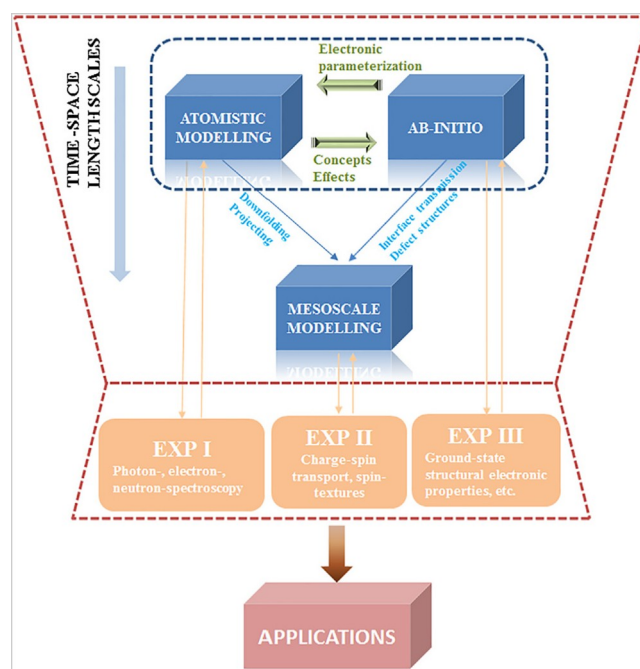 TIME -SPACE
LENGTH SCALES
Electronic
parameterization
ATOMISTIC
MODELLING
AB-INITIO
Concepts
Effects
MODELLING
Downfolding
Projecting
Interface transmission
Defect structures
MESOSCALE
MODELLING
MODELLING
EXP I
Photon-, electron-,
neutron-spectroscopy
EXP II
Charge-spin
transport, spin-
textures
EXP III
Ground-state
structural electronic
properties, etc.
APPLICATIONS